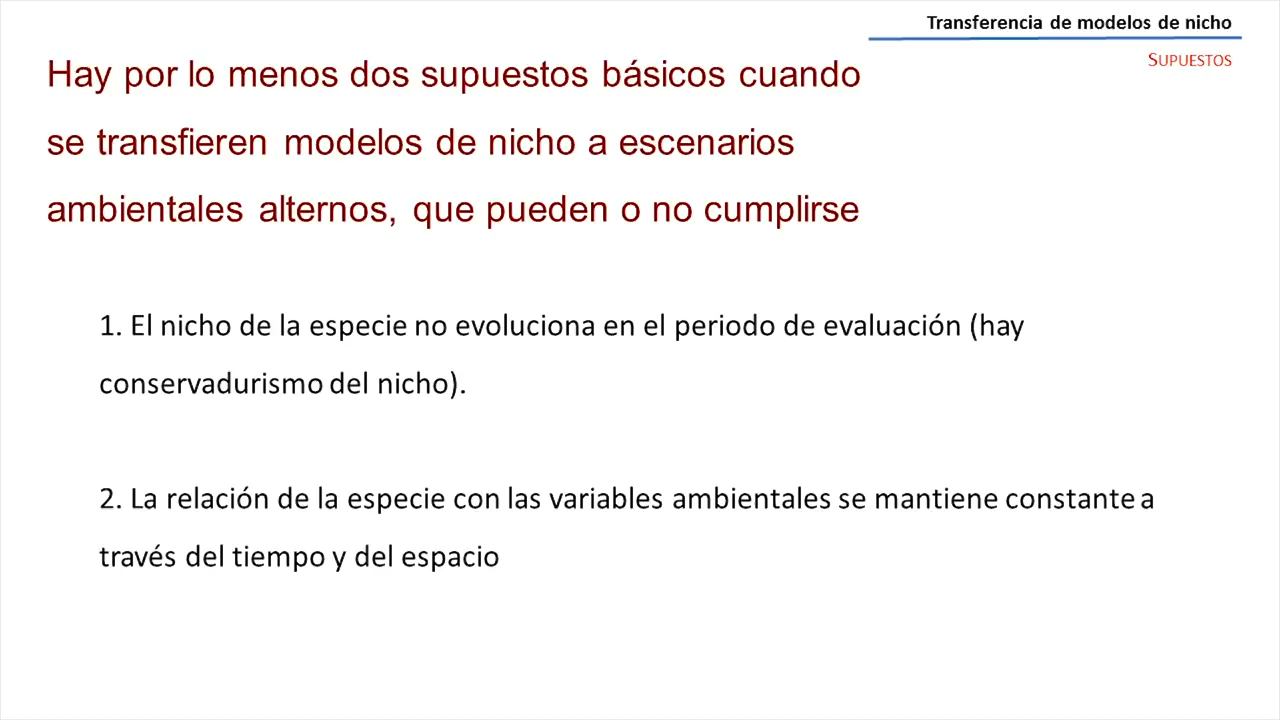 Transferencia de modelos de nicho
SUPUESTOS
Hay por lo menos dos supuestos básicos cuando
se transfieren modelos de nicho a escenarios
ambientales alternos, que pueden o no cumplirse
1. El nicho de la especie no evoluciona en el periodo de evaluación (hay
conservadurismo del nicho).
2. La relación de la especie con las variables ambientales se mantiene constante a
través del tiempo y del espacio